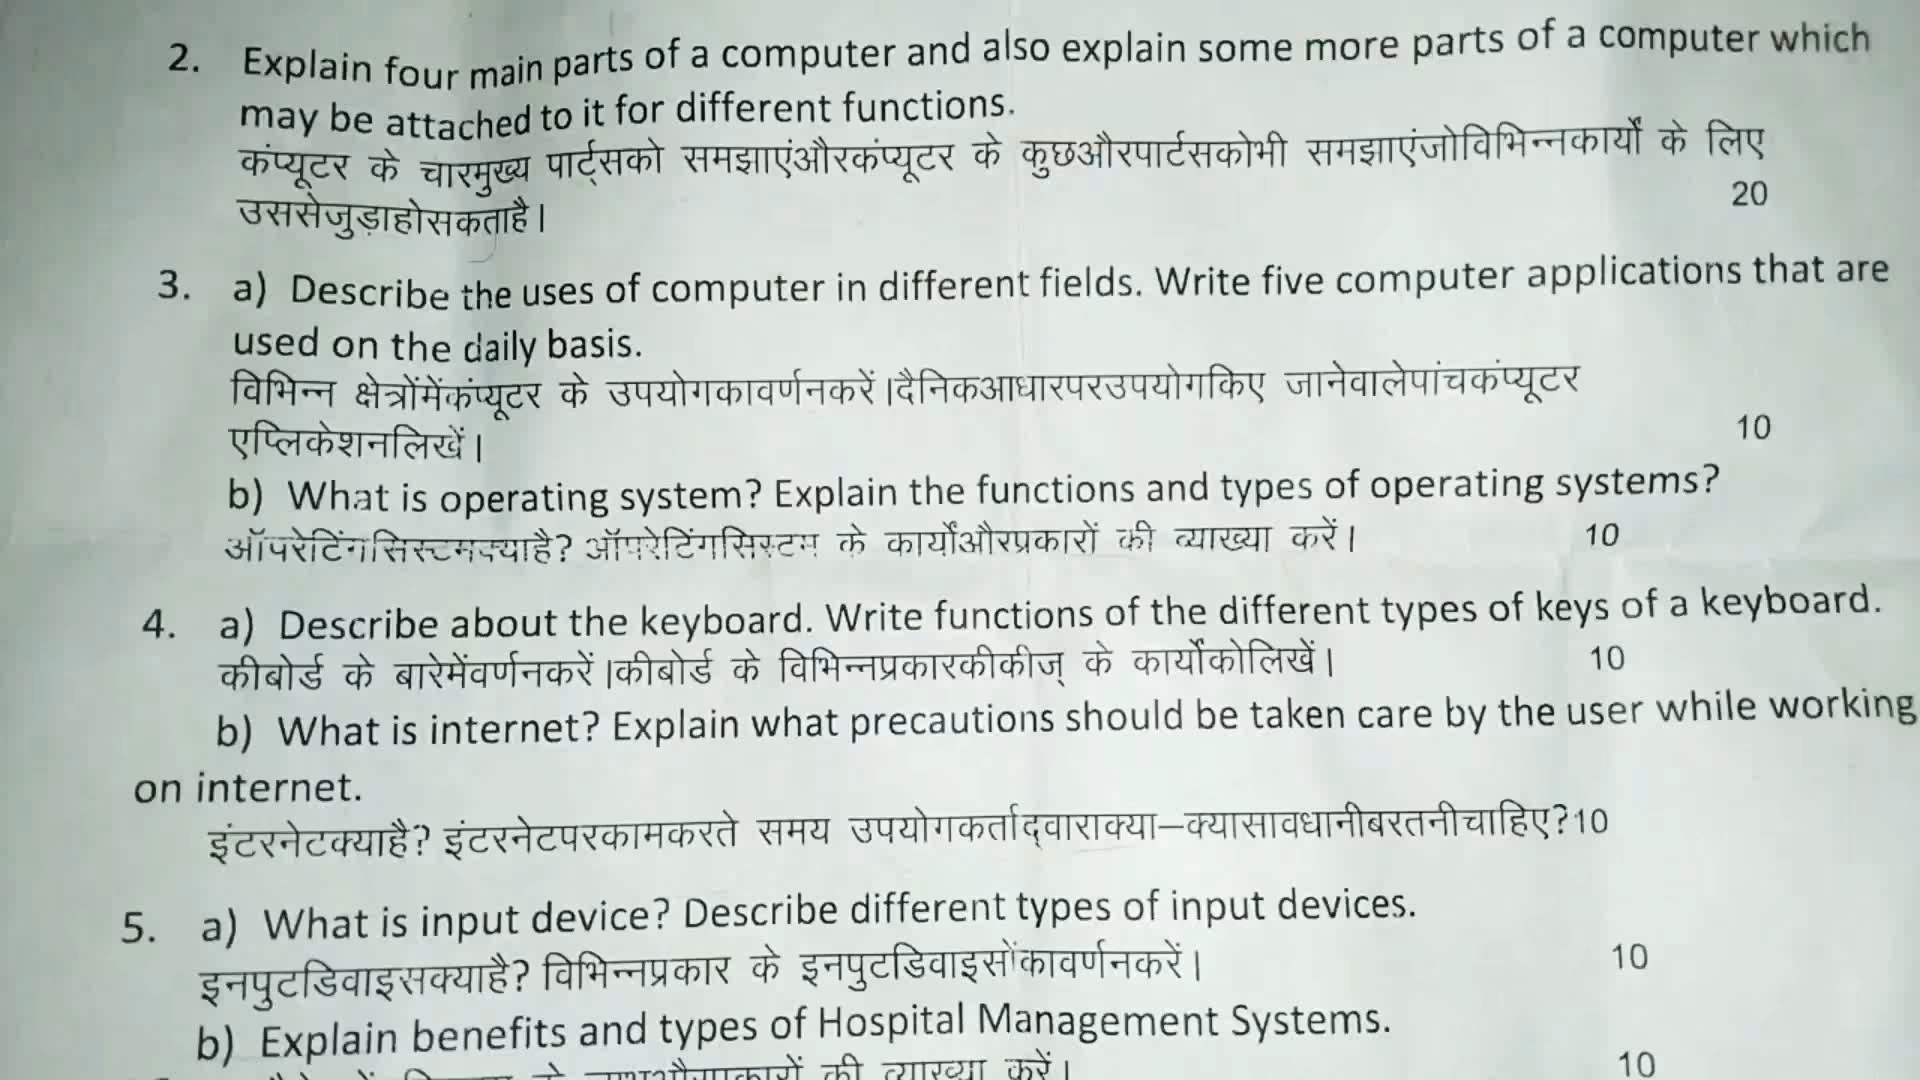 2. Explain four main parts of a computer and also explain some more parts of a computer which
may be attached to it for different functions.
कंप्यूटर के चारमुख्य पार्ट्सको समझाएंऔरकंप्यूटर के कुछऔरपार्टसकोभी समझाएंजोविभिन्नकार्यों के लिए
उससेजुड़ाहोसकताहै। 20
3. a) Describe the uses of computer in different fields. Write five computer applications that are
used on the daily basis.
विभिन्न क्षेत्रोंमेंकंप्यूटर के उपयोगकावर्णनकरें।दैनिकआधारपरउपयोगकिए जानेवालेपांचकंप्यूटर
एप्लिकेशनलिखें। 10
b) What is operating system? Explain the functions and types of operating systems?
ऑपरेटिंगसिस्टमक्याहै? ऑपरेटिंगसिस्टम के कार्योंऔरप्रकारों की व्याख्या करें। 10
4. a) Describe about the keyboard. Write functions of the different types of keys of a keyboard.
कीबोर्ड के बारेमेंवर्णनकरें।कीबोर्ड के विभिन्नप्रकारकीकीज् के कार्योंकोलिखें। 10
b) What is internet? Explain what precautions should be taken care by the user while working
on internet.
इंटरनेटक्याहै? इंटरनेटपरकामकरते समय उपयोगकर्ताद्वाराक्या–क्यासावधानीबरतनीचाहिए?10
5. a) What is input device? Describe different types of input devices.
इनपुटडिवाइसक्याहै? विभिन्नप्रकार के इनपुटडिवाइसोंकावर्णनकरें। 10
b) Explain benefits and types of Hospital Management Systems.
की व्याख्या करें। 10